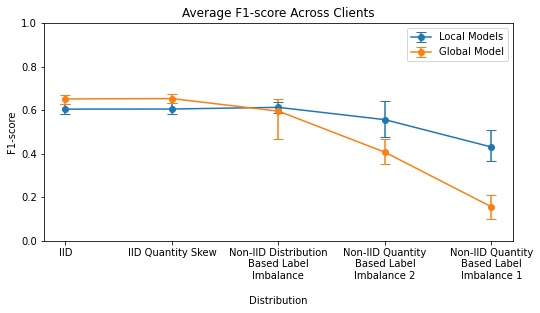 Average F1-score Across Clients
Local Models
Global Model
F1-score
1.0
0.8
0.6
0.4
0.2
0.0
IID
IID Quantity Skew
Non-IID Distribution
Based Label
Imbalance
Non-IID Quantity
Based Label
Imbalance 2
Non-IID Quantity
Based Label
Imbalance 1
Distribution